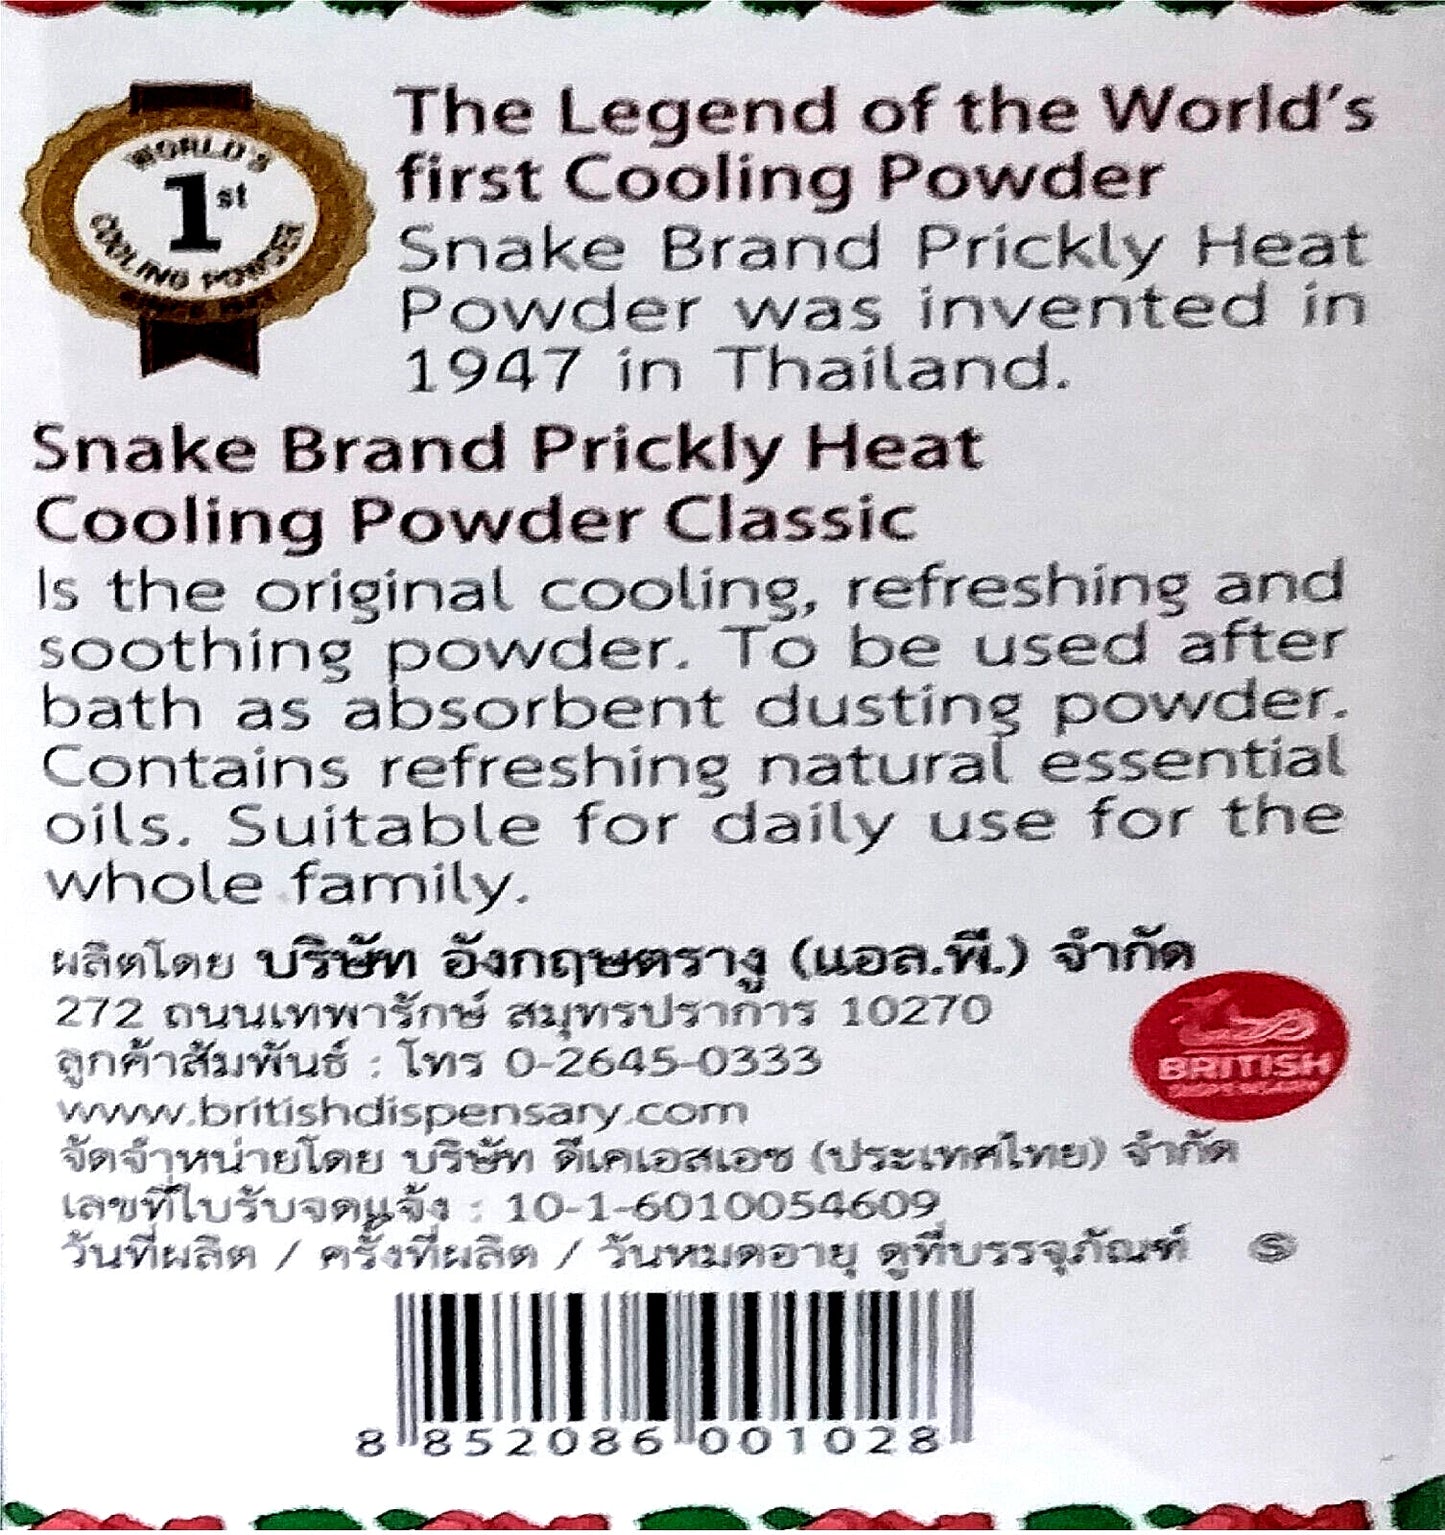 WORLD'S
1st
COOLING POWDER
The Legend of the World's
first Cooling Powder
Snake Brand Prickly Heat
Powder was invented in
1947 in Thailand.
Snake Brand Prickly Heat
Cooling Powder Classic
Is the original cooling, refreshing and
soothing powder. To be used after
bath as absorbent dusting powder.
Contains refreshing natural essential
oils. Suitable for daily use for the
whole family.
ผลิตโดย บริษัท อังกฤษตรางู (แอล.พี.) จำกัด
272 ถนนเทพารักษ์ สมุทรปราการ 10270
ลูกค้าสัมพันธ์ : โทร 0-2645-0333
www.britishdispensary.com
BRITISH
จัดจำหน่ายโดย บริษัท ดีเคเอสเอช (ประเทศไทย) จำกัด
เลขที่ใบรับจดแจ้ง : 10-1-6010054609
วันที่ผลิต / ครั้งที่ผลิต / วันหมดอายุ ดูที่บรรจุภัณฑ์ S
8 852086 001028